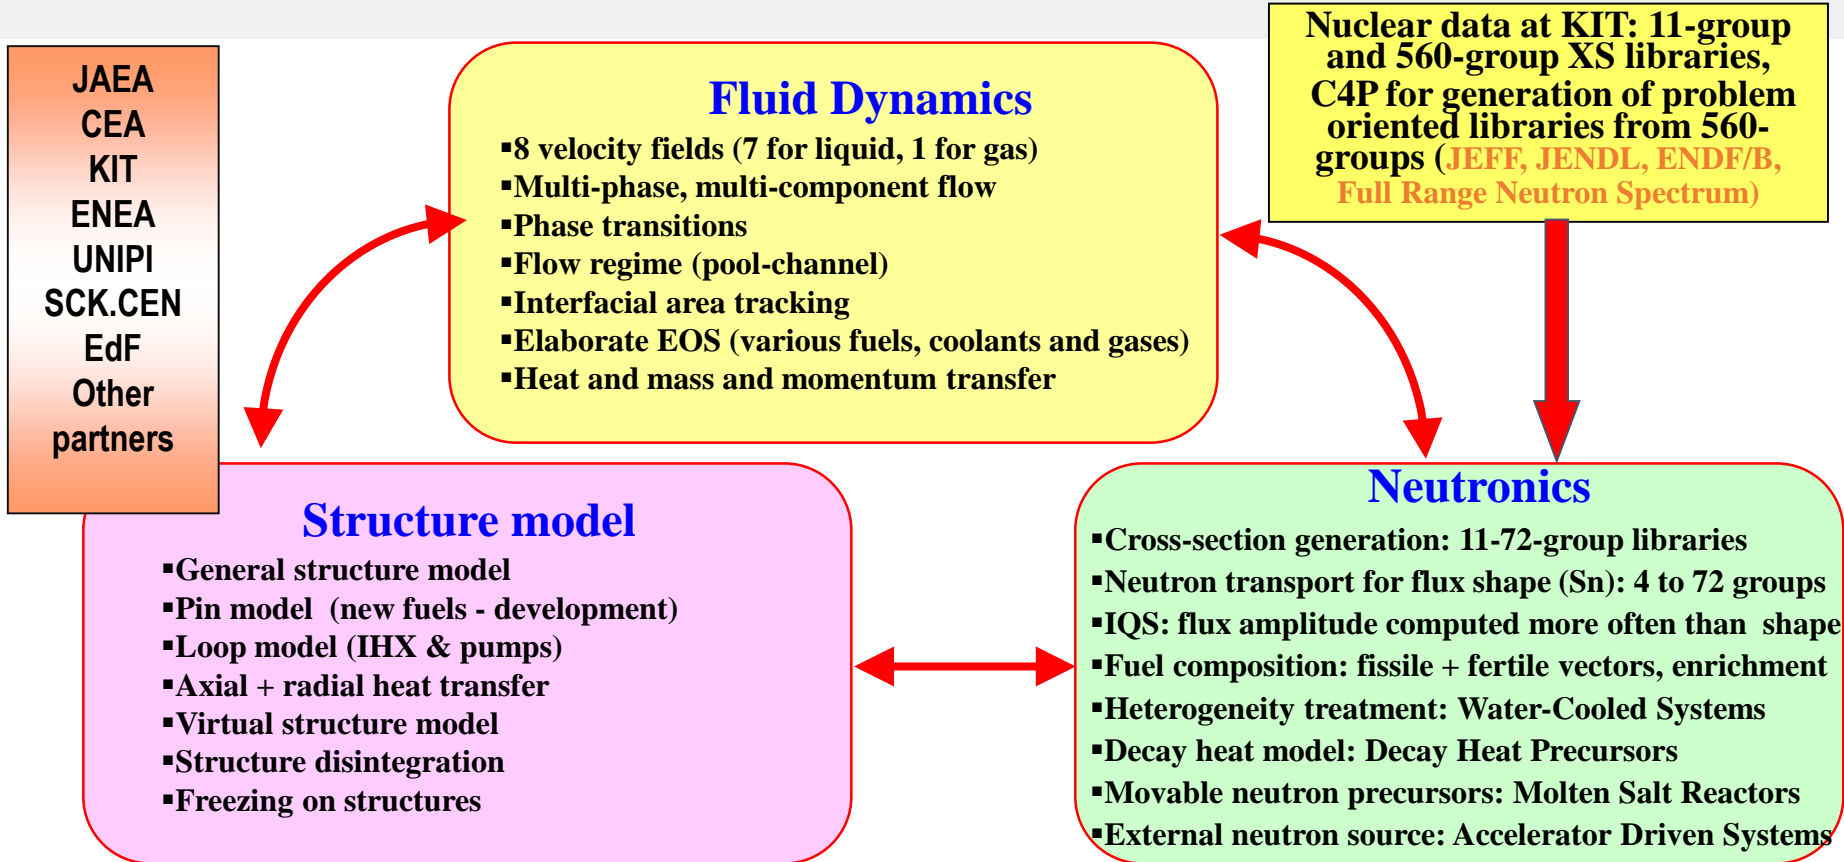 JAEA
CEA
KIT
ENEA
UNIPI
SCK.CEN
EdF
Other
partners
Fluid Dynamics
▪8 velocity fields (7 for liquid, 1 for gas)
▪Multi-phase, multi-component flow
▪Phase transitions
▪Flow regime (pool-channel)
▪Interfacial area tracking
▪Elaborate EOS (various fuels, coolants and gases)
▪Heat and mass and momentum transfer
Nuclear data at KIT: 11-group
and 560-group XS libraries,
C4P for generation of problem
oriented libraries from 560-
groups (JEFF, JENDL, ENDF/B,
Full Range Neutron Spectrum)
Structure model
▪General structure model
▪Pin model  (new fuels - development)
▪Loop model (IHX & pumps)
▪Axial + radial heat transfer
▪Virtual structure model
▪Structure disintegration
▪Freezing on structures
Neutronics
▪Cross-section generation: 11-72-group libraries
▪Neutron transport for flux shape (Sn): 4 to 72 groups
▪IQS: flux amplitude computed more often than  shape
▪Fuel composition: fissile + fertile vectors, enrichment
▪Heterogeneity treatment: Water-Cooled Systems
▪Decay heat model: Decay Heat Precursors
▪Movable neutron precursors: Molten Salt Reactors
▪External neutron source: Accelerator Driven Systems